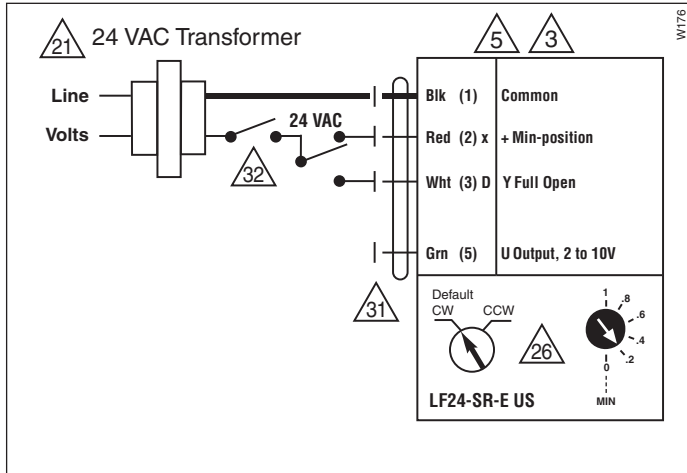 W176
21 24 VAC Transformer
5 3
Line
Volts
24 VAC
32
Blk (1) Common
Red (2) x + Min-position
Wht (3) D Y Full Open
Grn (5) U Output, 2 to 10V
31
Default
CW CCW
26
1
.8
.6
.4
.2
0
MIN
LF24-SR-E US